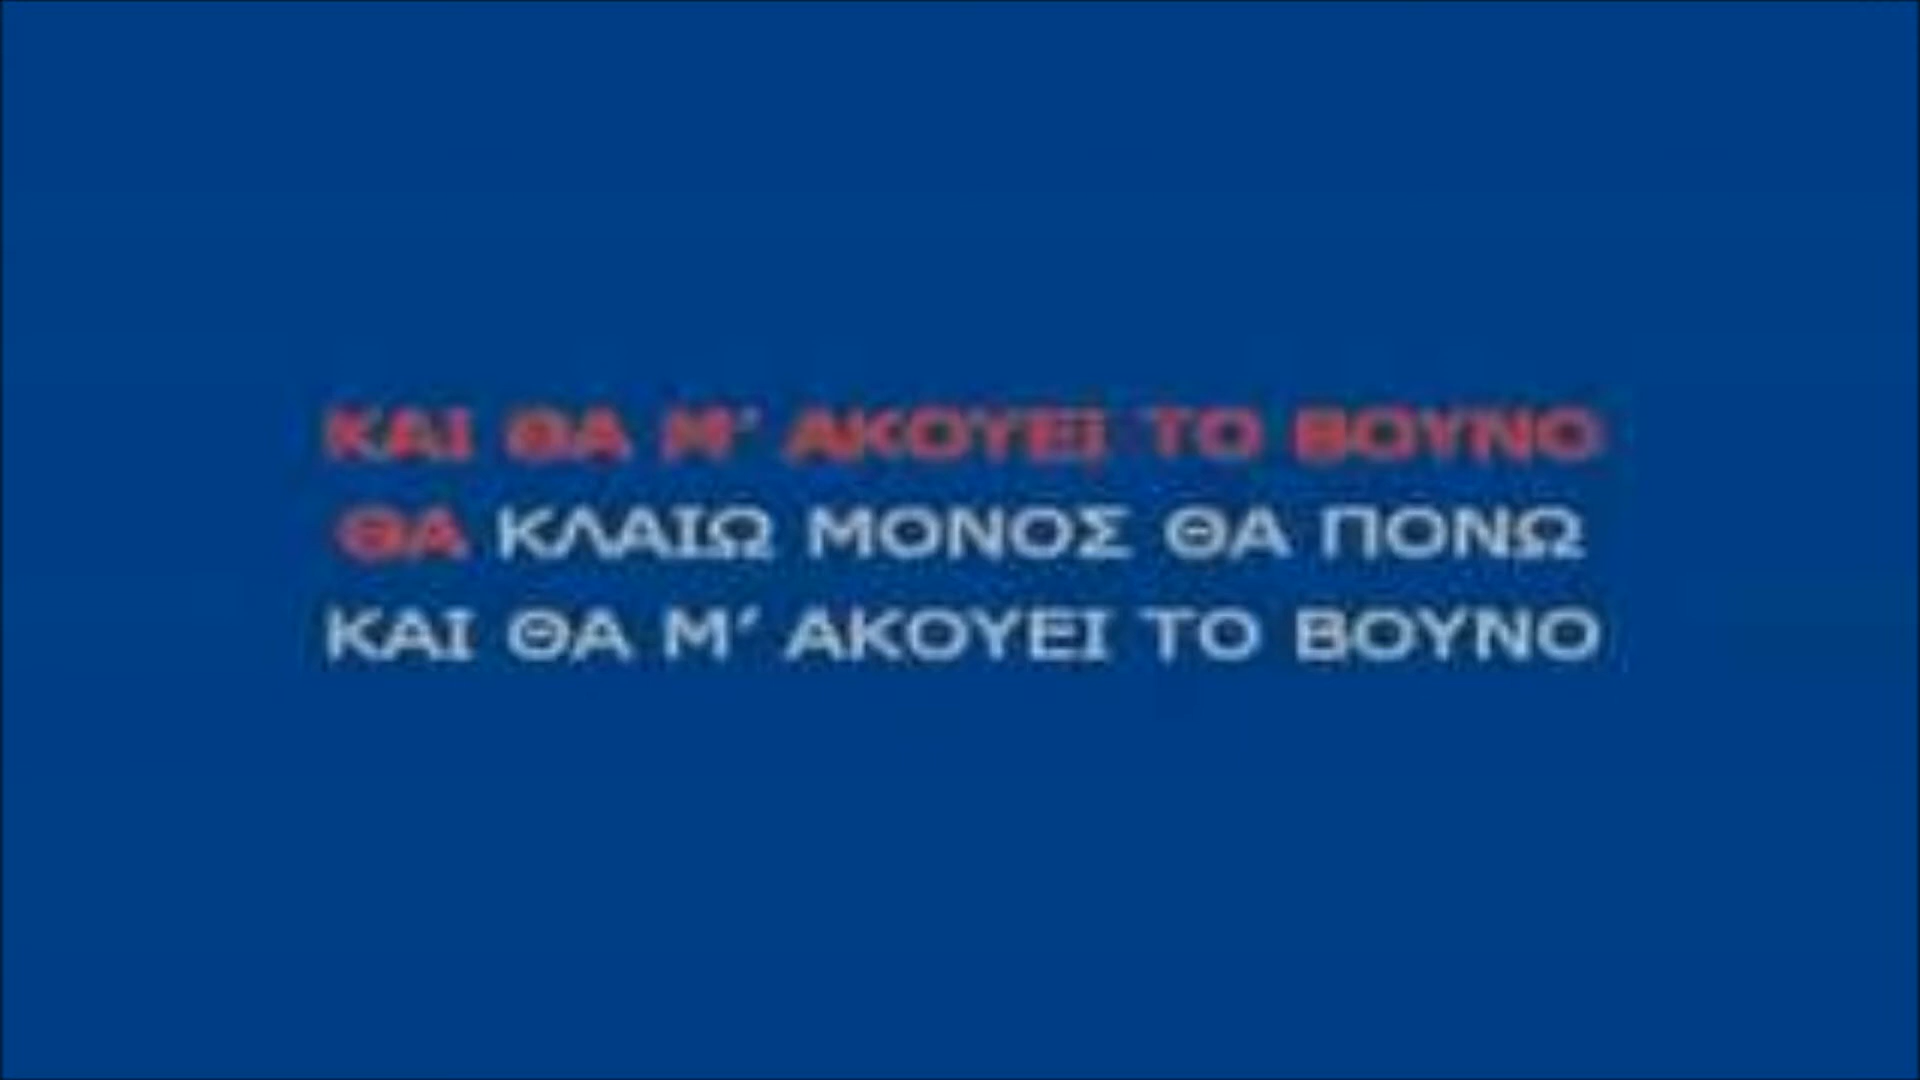 ΚΑΙ ΘΑ Μ' ΑΚΟΥΕΙ ΤΟ ΒΟΥΝΟ
ΘΑ ΚΛΑΙΩ ΜΟΝΟΣ ΘΑ ΠΟΝΩ
ΚΑΙ ΘΑ Μ' ΑΚΟΥΕΙ ΤΟ ΒΟΥΝΟ